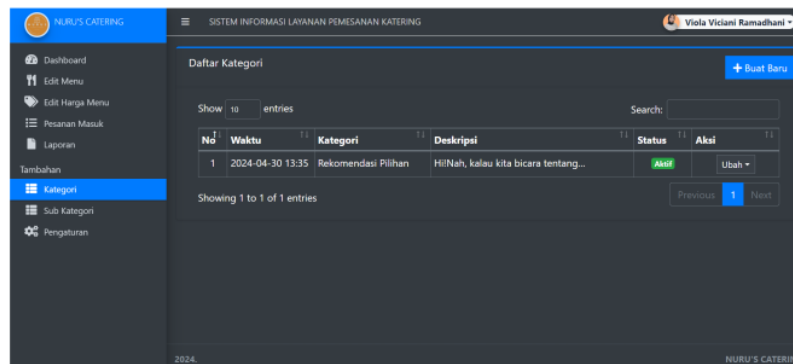 NURU'S CATERING
SISTEM INFORMASI LAYANAN PEMESANAN KATERING
Viola Viciani Ramadhani
Dashboard
Edit Menu
Edit Harga Menu
Pesanan Masuk
Laporan
Tambahan
Kategori
Sub Kategori
Pengaturan
Daftar Kategori
+ Buat Baru
Show 10 entries
Search:
No Waktu Kategori Deskripsi Status Aksi
1 2024-04-30 13:35 Rekomendasi Pilihan Hi!Nah, kalau kita bicara tentang... Aktif Ubah
Showing 1 to 1 of 1 entries
Previous 1 Next
2024.
NURU'S CATERIN